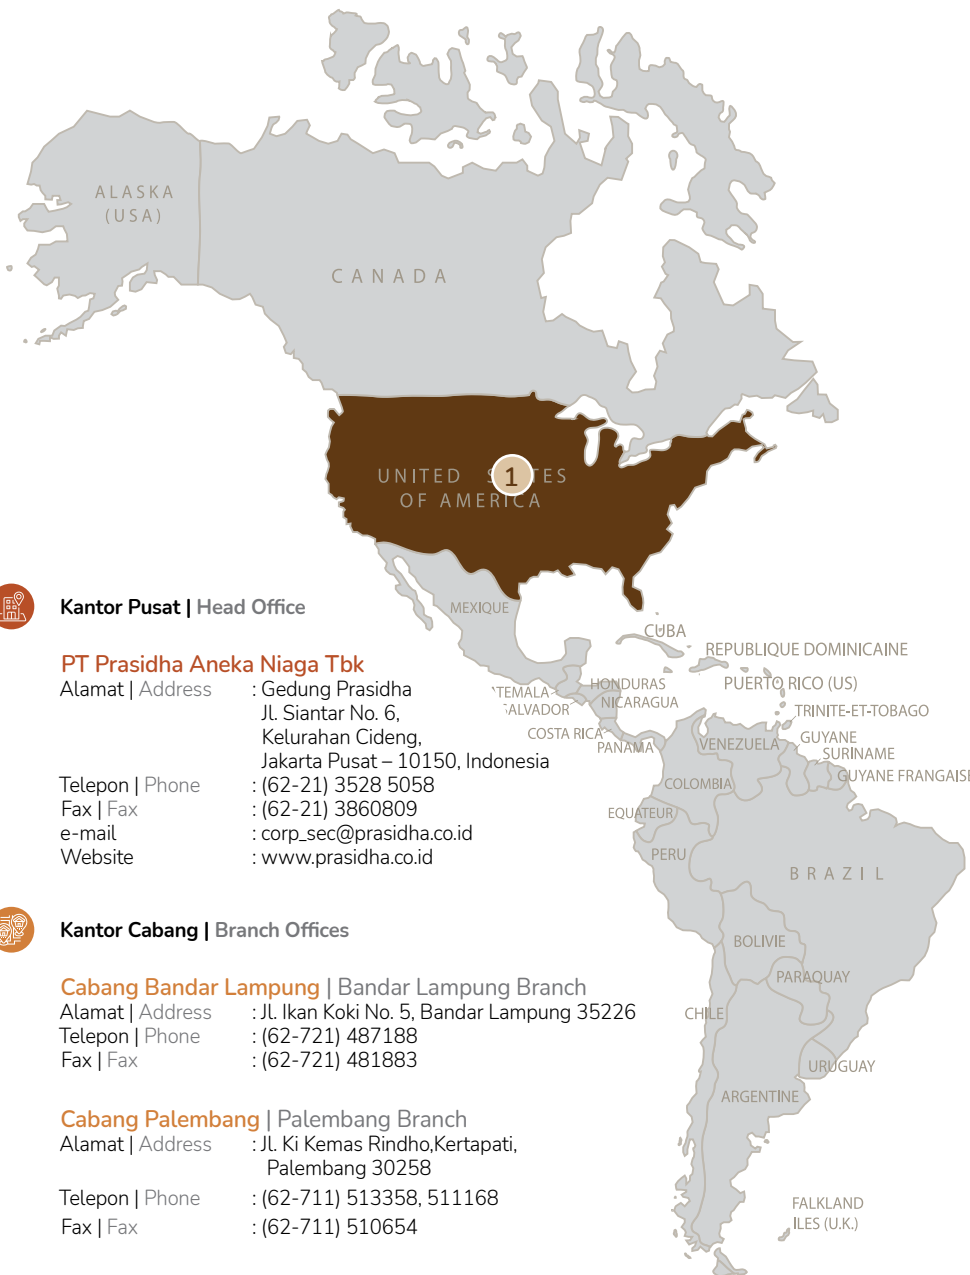 ALASKA
(USA)
CANADA
UNITED STATES
OF AMERICA
1
MEXIQUE
CUBA
REPUBLIQUE DOMINICAINE
PUERTO RICO (US)
HONDURAS
NICARAGUA
TRINITE-ET-TOBAGO
COSTA RICA
PANAMA
VENEZUELA
GUYANE
SURINAME
GUYANE FRANGAISE
COLOMBIA
EQUATEUR
PERU
BRAZIL
BOLIVIE
PARAQUAY
CHILE
URUGUAY
ARGENTINE
FALKLAND
ILES (U.K.)
Kantor Pusat | Head Office
PT Prasidha Aneka Niaga Tbk
Alamat | Address : Gedung Prasidha
Jl. Siantar No. 6,
Kelurahan Cideng,
Jakarta Pusat – 10150, Indonesia
Telepon | Phone : (62-21) 3528 5058
Fax | Fax : (62-21) 3860809
e-mail : corp_sec@prasidha.co.id
Website : www.prasidha.co.id
Kantor Cabang | Branch Offices
Cabang Bandar Lampung | Bandar Lampung Branch
Alamat | Address : Jl. Ikan Koki No. 5, Bandar Lampung 35226
Telepon | Phone : (62-721) 487188
Fax | Fax : (62-721) 481883
Cabang Palembang | Palembang Branch
Alamat | Address : Jl. Ki Kemas Rindho,Kertapati,
Palembang 30258
Telepon | Phone : (62-711) 513358, 511168
Fax | Fax : (62-711) 510654